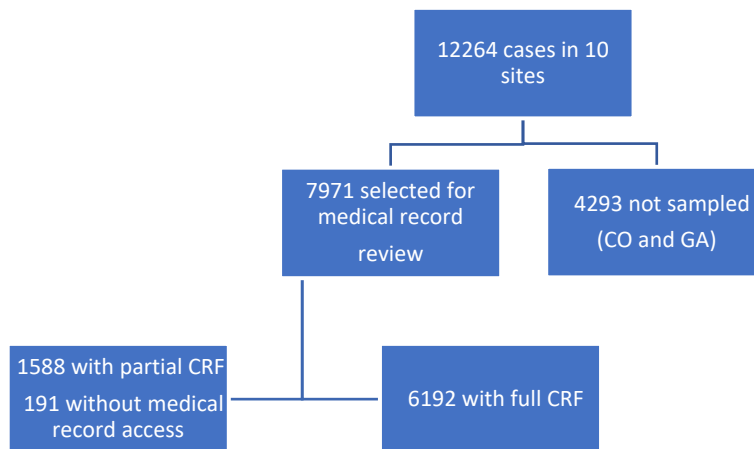 12264 cases in 10
sites
7971 selected for
medical record
review
4293 not sampled
(CO and GA)
1588 with partial CRF
191 without medical
record access
6192 with full CRF